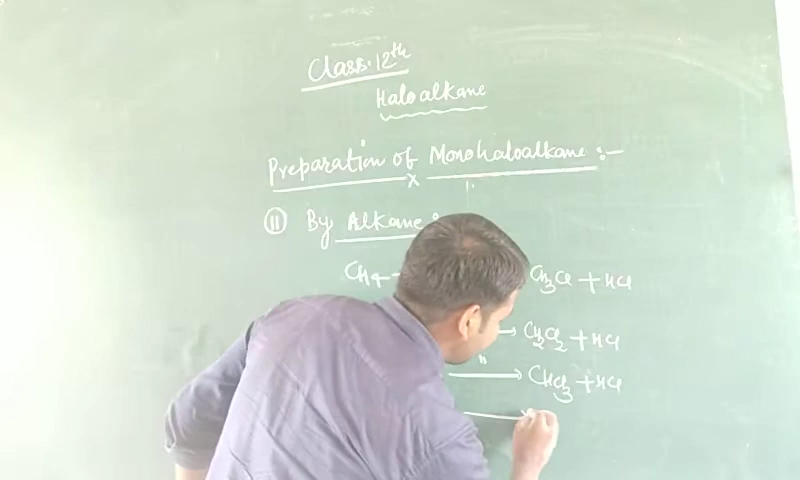 Class:12th
Haloalkane
Preparation of Monohaloalkane :-
(II) By Alkane :
CH4 CH3Cl + HCl
→ CH2Cl2 + HCl
" → CHCl3 + HCl